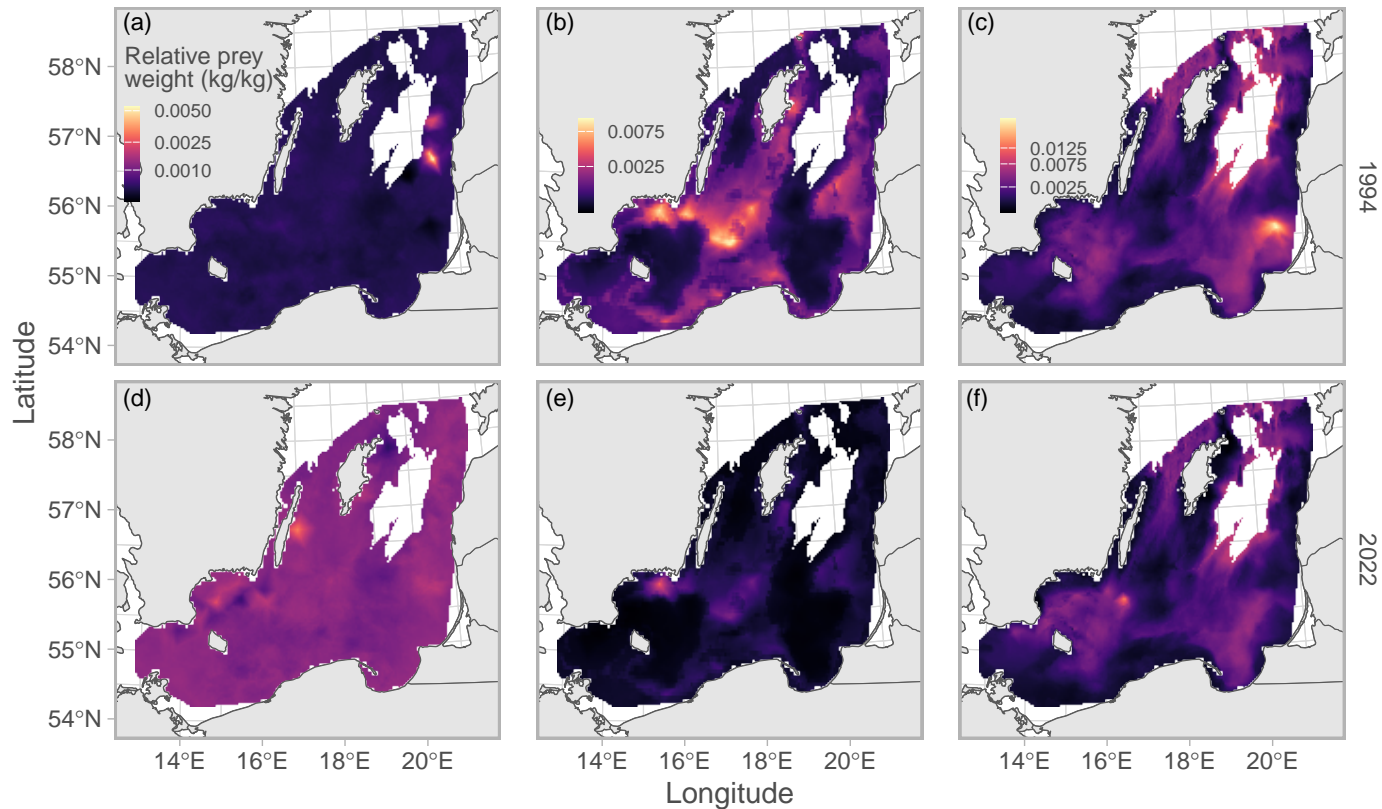 (a)
Relative prey
weight (kg/kg)
0.0050
0.0025
0.0010
(b)
0.0075
0.0025
(c)
0.0125
0.0075
0.0025
1994
58°N
57°N
56°N
55°N
54°N
Latitude
(d)
(e)
(f)
2022
58°N
57°N
56°N
55°N
54°N
14°E 16°E 18°E 20°E 14°E 16°E 18°E 20°E 14°E 16°E 18°E 20°E
Longitude